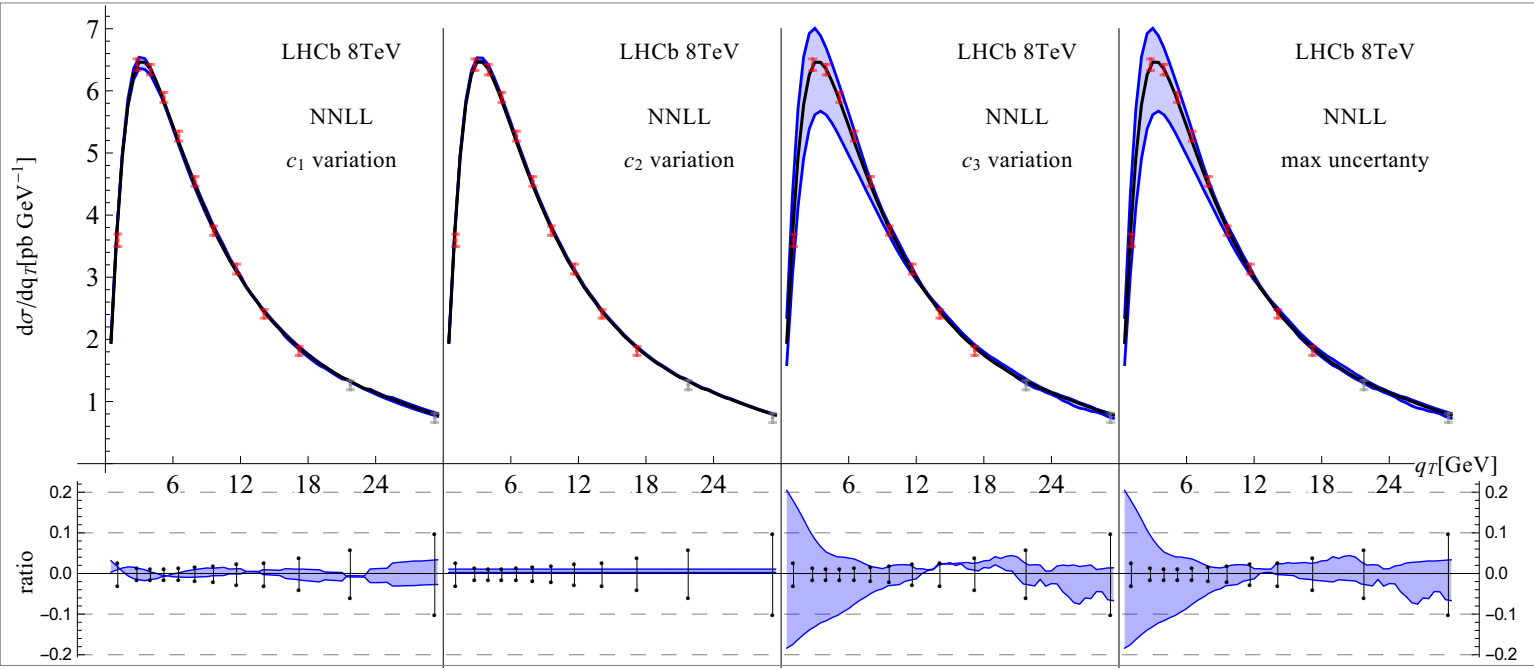 7
6
5
4
3
2
1
dσ/dq_T[pb GeV⁻¹]
LHCb 8TeV
NNLL
c₁ variation
LHCb 8TeV
NNLL
c₂ variation
LHCb 8TeV
NNLL
c₃ variation
LHCb 8TeV
NNLL
max uncertanty
6 12 18 24
6 12 18 24
6 12 18 24
6 12 18 24
q_T[GeV]
ratio
0.2
0.1
0.0
−0.1
−0.2
0.2
0.1
0.0
−0.1
−0.2